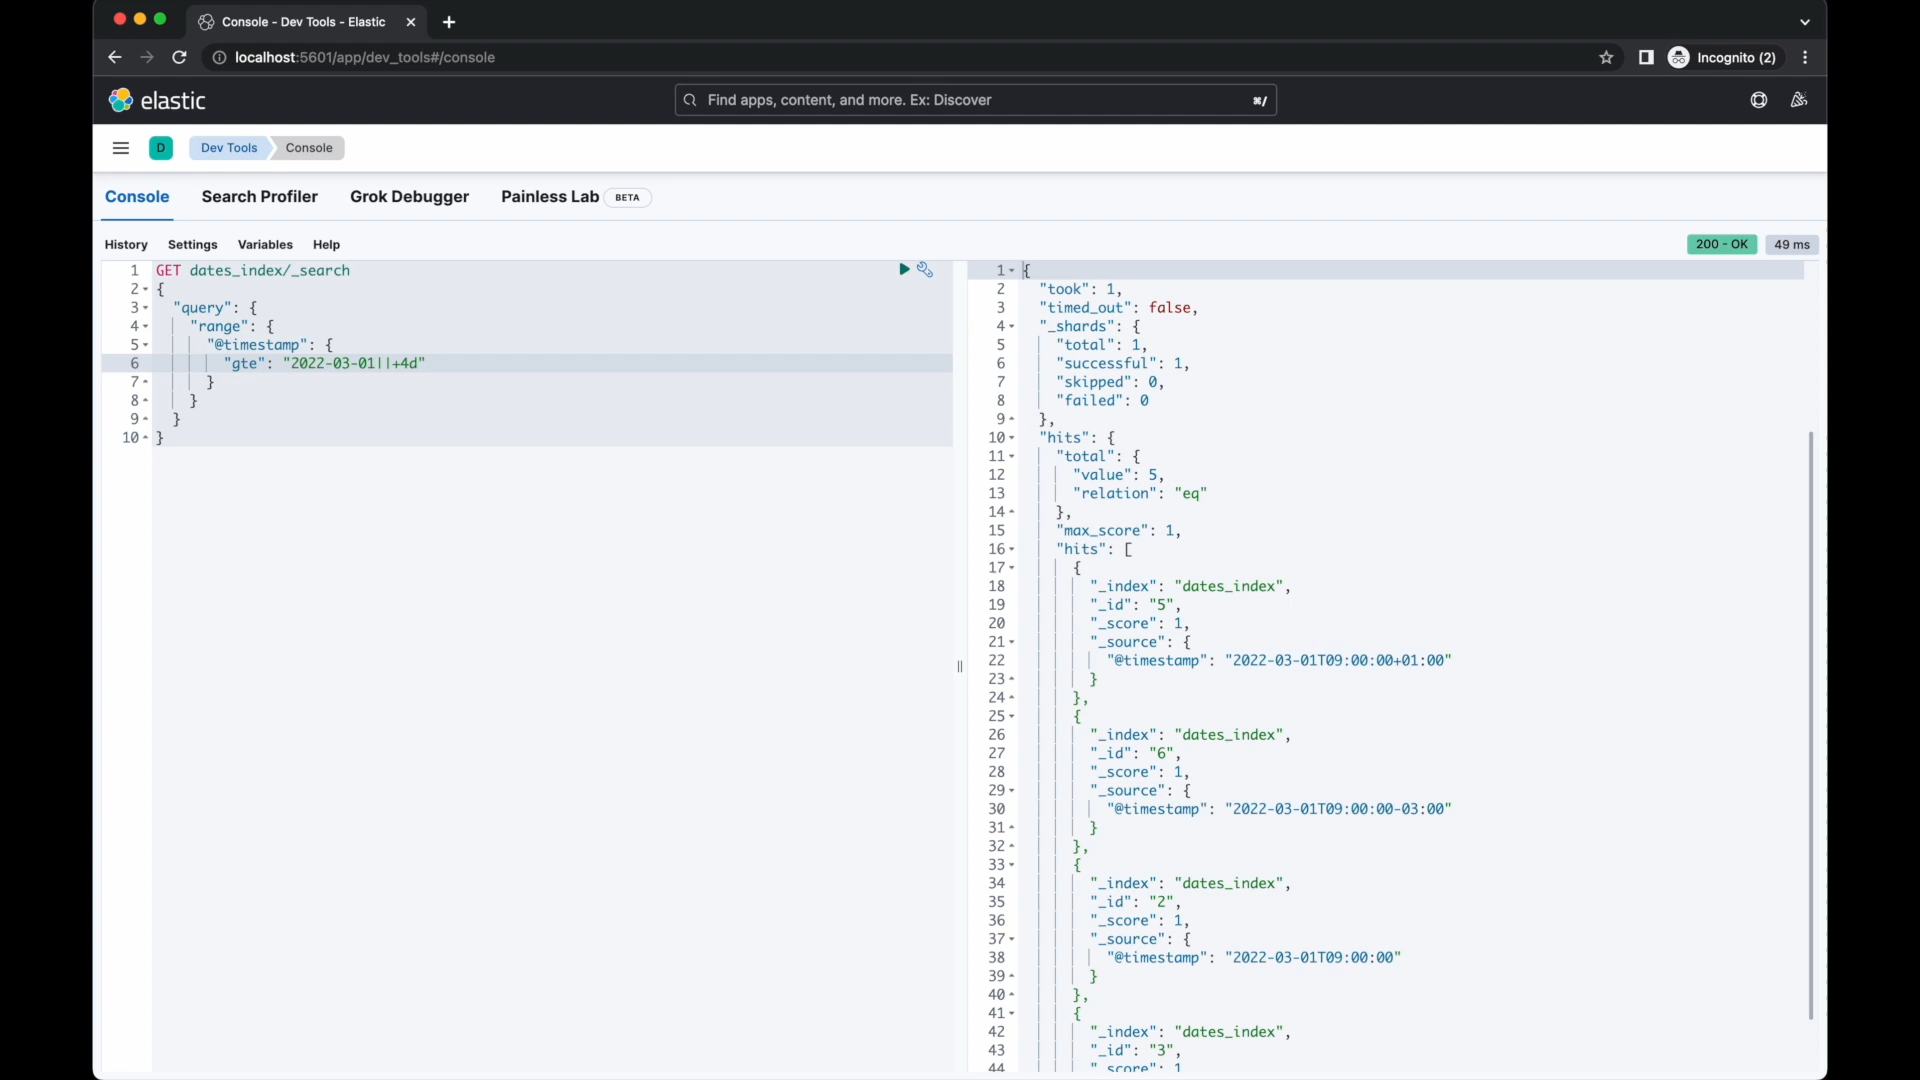 Console - Dev Tools - Elastic
localhost:5601/app/dev_tools#/console
Incognito (2)
elastic
Find apps, content, and more. Ex: Discover
⌘/
D
Dev Tools
Console
Console
Search Profiler
Grok Debugger
Painless Lab
BETA
History
Settings
Variables
Help
200 - OK
49 ms
1 GET dates_index/_search
2 {
3 "query": {
4 "range": {
5 "@timestamp": {
6 "gte": "2022-03-01||+4d"
7 }
8 }
9 }
10 }
1 {
2 "took": 1,
3 "timed_out": false,
4 "_shards": {
5 "total": 1,
6 "successful": 1,
7 "skipped": 0,
8 "failed": 0
9 },
10 "hits": {
11 "total": {
12 "value": 5,
13 "relation": "eq"
14 },
15 "max_score": 1,
16 "hits": [
17 {
18 "_index": "dates_index",
19 "_id": "5",
20 "_score": 1,
21 "_source": {
22 "@timestamp": "2022-03-01T09:00:00+01:00"
23 }
24 },
25 {
26 "_index": "dates_index",
27 "_id": "6",
28 "_score": 1,
29 "_source": {
30 "@timestamp": "2022-03-01T09:00:00-03:00"
31 }
32 },
33 {
34 "_index": "dates_index",
35 "_id": "2",
36 "_score": 1,
37 "_source": {
38 "@timestamp": "2022-03-01T09:00:00"
39 }
40 },
41 {
42 "_index": "dates_index",
43 "_id": "3",
44 "_score": 1